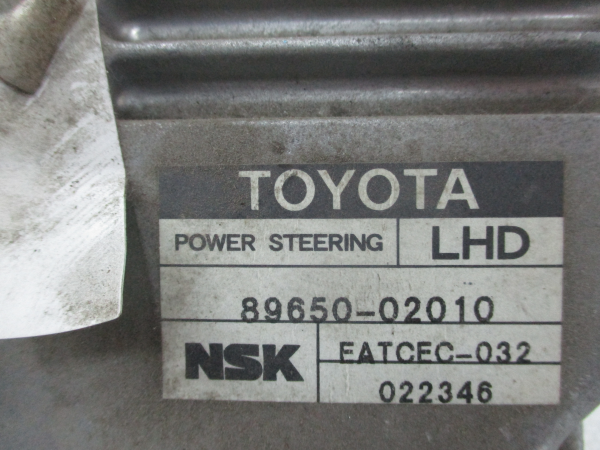 TOYOTA
POWER STEERING LHD
89650-02010
NSK EATCEC-032
022346